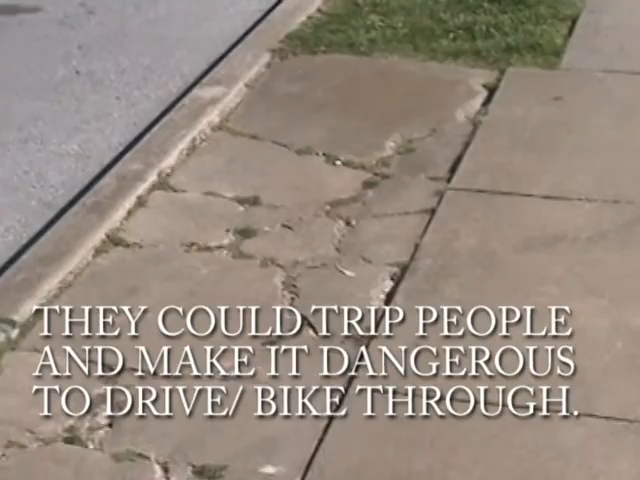 THEY COULD TRIP PEOPLE
AND MAKE IT DANGEROUS
TO DRIVE/ BIKE THROUGH.